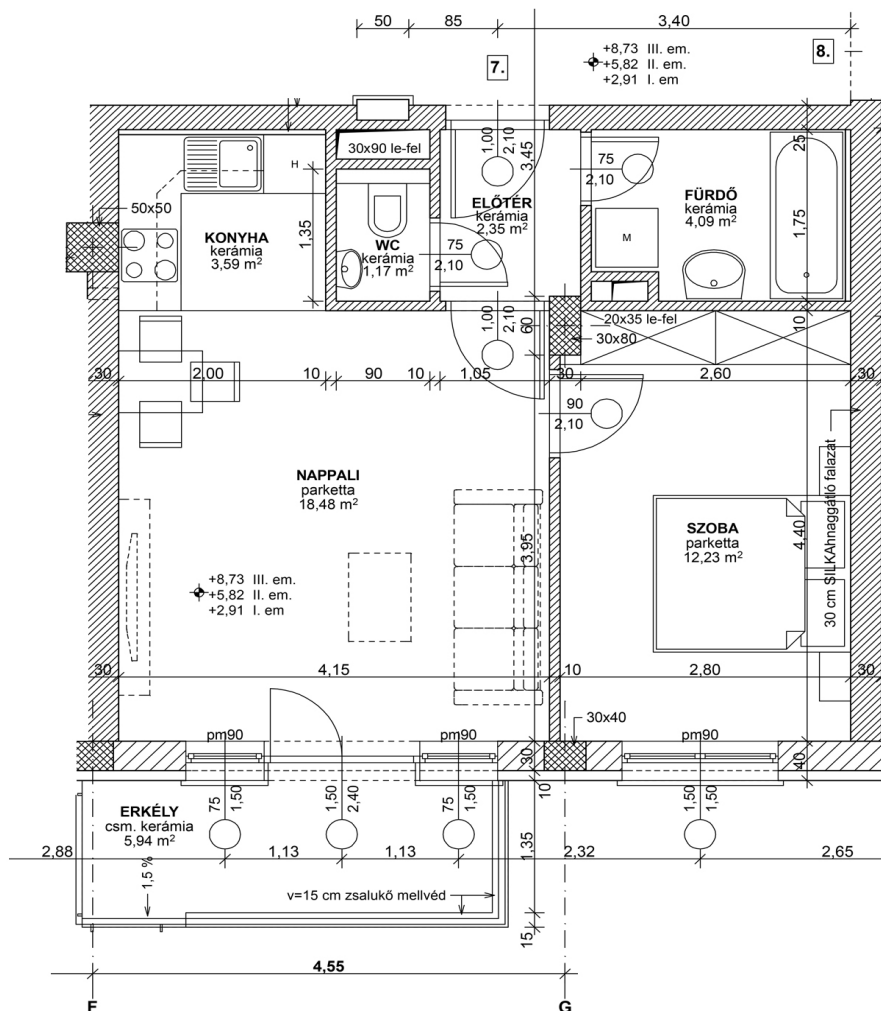 50
85
3,40
7.
8.
+8,73 III. em.
+5,82 II. em.
+2,91 I. em
30x90 le-fel
1,00
2,10
3,45
75
2,10
25
H
50x50
1,35
KONYHA
kerámia
3,59 m²
WC
kerámia
1,17 m²
ELŐTÉR
kerámia
2,35 m²
75
2,10
FÜRDŐ
kerámia
4,09 m²
M
1,75
1,00
2,10
60
20x35 le-fel
30x80
10
30
2,00
10
90
10
1,05
30
2,60
30
90
2,10
NAPPALI
parketta
18,48 m²
3,95
SZOBA
parketta
12,23 m²
4,40
30 cm SILKAhnaggátló falazat
+8,73 III. em.
+5,82 II. em.
+2,91 I. em
30
4,15
10
2,80
30
30x40
pm90
pm90
pm90
30
40
10
ERKÉLY
csm. kerámia
5,94 m²
75
1,50
1,50
2,40
75
1,50
1,50
1,50
1,35
2,88
1,13
1,13
2,32
2,65
1,5 %
v=15 cm zsalukő mellvéd
15
4,55
F
G